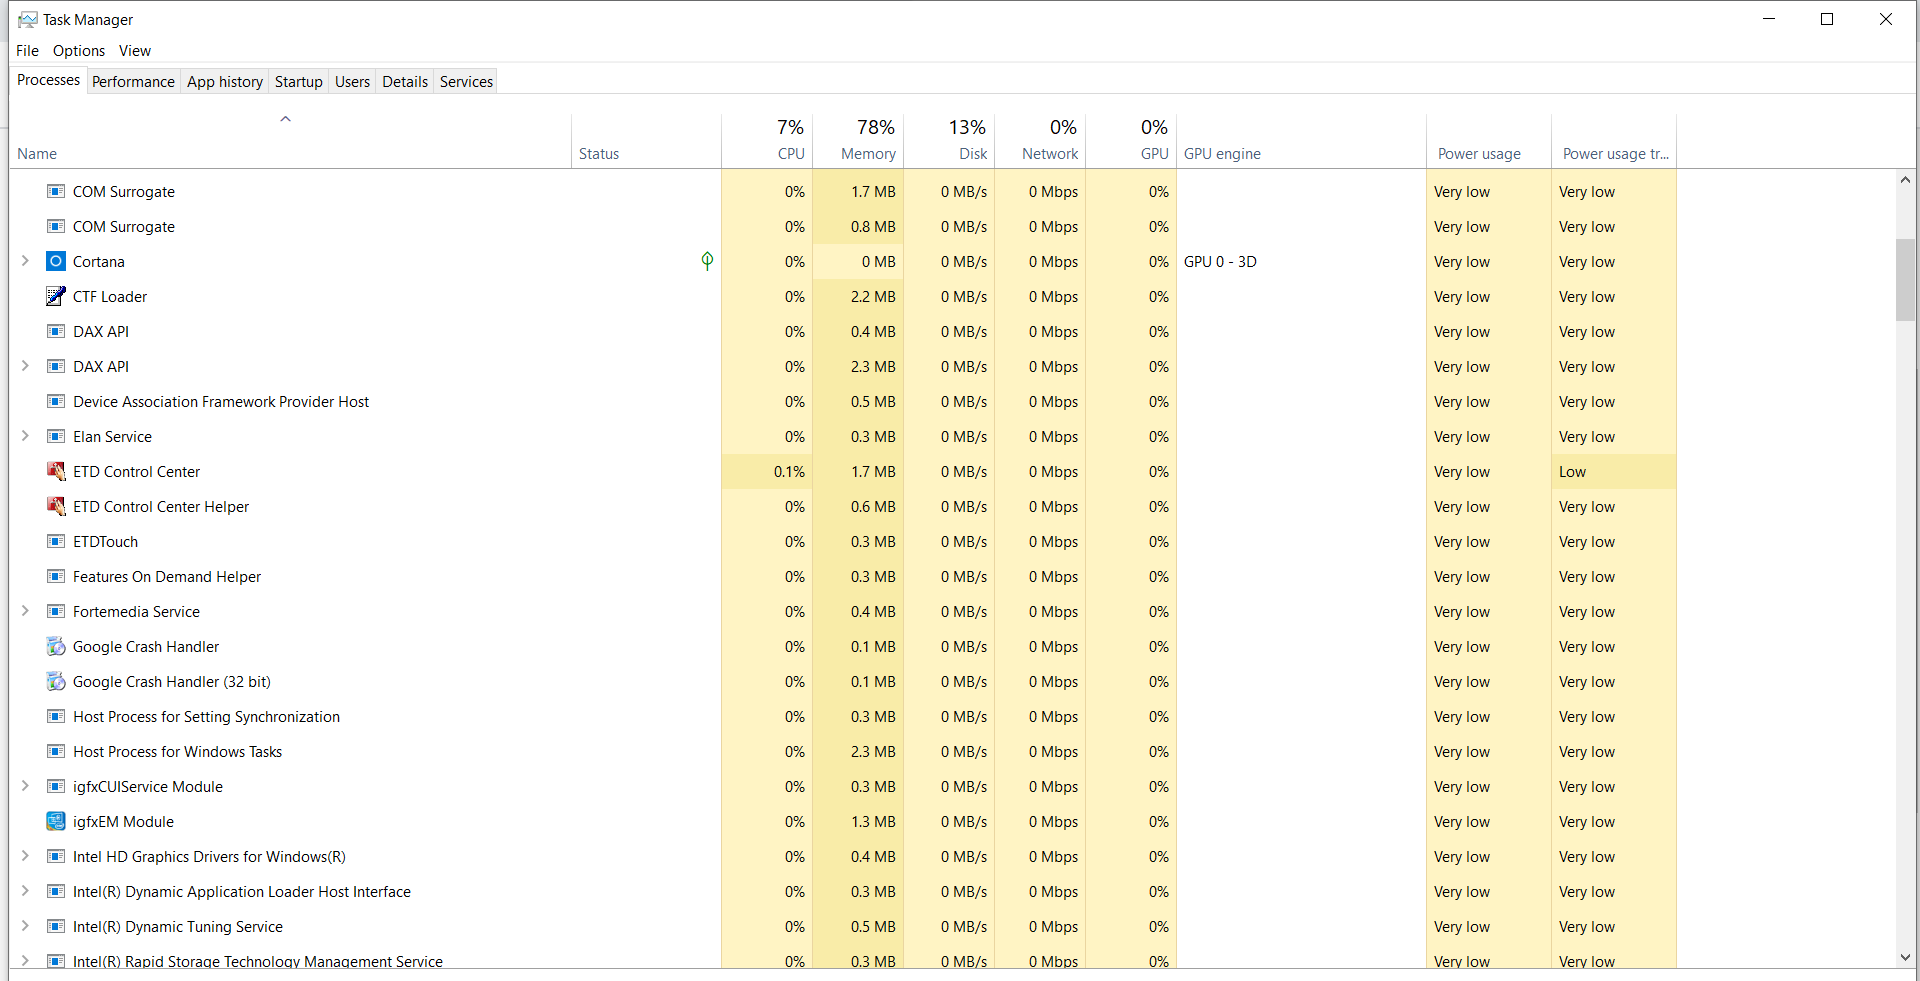 Task Manager
File Options View
Processes Performance App history Startup Users Details Services
7% 78% 13% 0% 0%
Name Status CPU Memory Disk Network GPU GPU engine Power usage Power usage tr...
COM Surrogate 0% 1.7 MB 0 MB/s 0 Mbps 0% Very low Very low
COM Surrogate 0% 0.8 MB 0 MB/s 0 Mbps 0% Very low Very low
Cortana 0% 0 MB 0 MB/s 0 Mbps 0% GPU 0 - 3D Very low Very low
CTF Loader 0% 2.2 MB 0 MB/s 0 Mbps 0% Very low Very low
DAX API 0% 0.4 MB 0 MB/s 0 Mbps 0% Very low Very low
DAX API 0% 2.3 MB 0 MB/s 0 Mbps 0% Very low Very low
Device Association Framework Provider Host 0% 0.5 MB 0 MB/s 0 Mbps 0% Very low Very low
Elan Service 0% 0.3 MB 0 MB/s 0 Mbps 0% Very low Very low
ETD Control Center 0.1% 1.7 MB 0 MB/s 0 Mbps 0% Very low Low
ETD Control Center Helper 0% 0.6 MB 0 MB/s 0 Mbps 0% Very low Very low
ETDTouch 0% 0.3 MB 0 MB/s 0 Mbps 0% Very low Very low
Features On Demand Helper 0% 0.3 MB 0 MB/s 0 Mbps 0% Very low Very low
Fortemedia Service 0% 0.4 MB 0 MB/s 0 Mbps 0% Very low Very low
Google Crash Handler 0% 0.1 MB 0 MB/s 0 Mbps 0% Very low Very low
Google Crash Handler (32 bit) 0% 0.1 MB 0 MB/s 0 Mbps 0% Very low Very low
Host Process for Setting Synchronization 0% 0.3 MB 0 MB/s 0 Mbps 0% Very low Very low
Host Process for Windows Tasks 0% 2.3 MB 0 MB/s 0 Mbps 0% Very low Very low
igfxCUIService Module 0% 0.3 MB 0 MB/s 0 Mbps 0% Very low Very low
igfxEM Module 0% 1.3 MB 0 MB/s 0 Mbps 0% Very low Very low
Intel HD Graphics Drivers for Windows(R) 0% 0.4 MB 0 MB/s 0 Mbps 0% Very low Very low
Intel(R) Dynamic Application Loader Host Interface 0% 0.3 MB 0 MB/s 0 Mbps 0% Very low Very low
Intel(R) Dynamic Tuning Service 0% 0.5 MB 0 MB/s 0 Mbps 0% Very low Very low
Intel(R) Rapid Storage Technology Management Service 0% 0.3 MB 0 MB/s 0 Mbps 0% Very low Very low